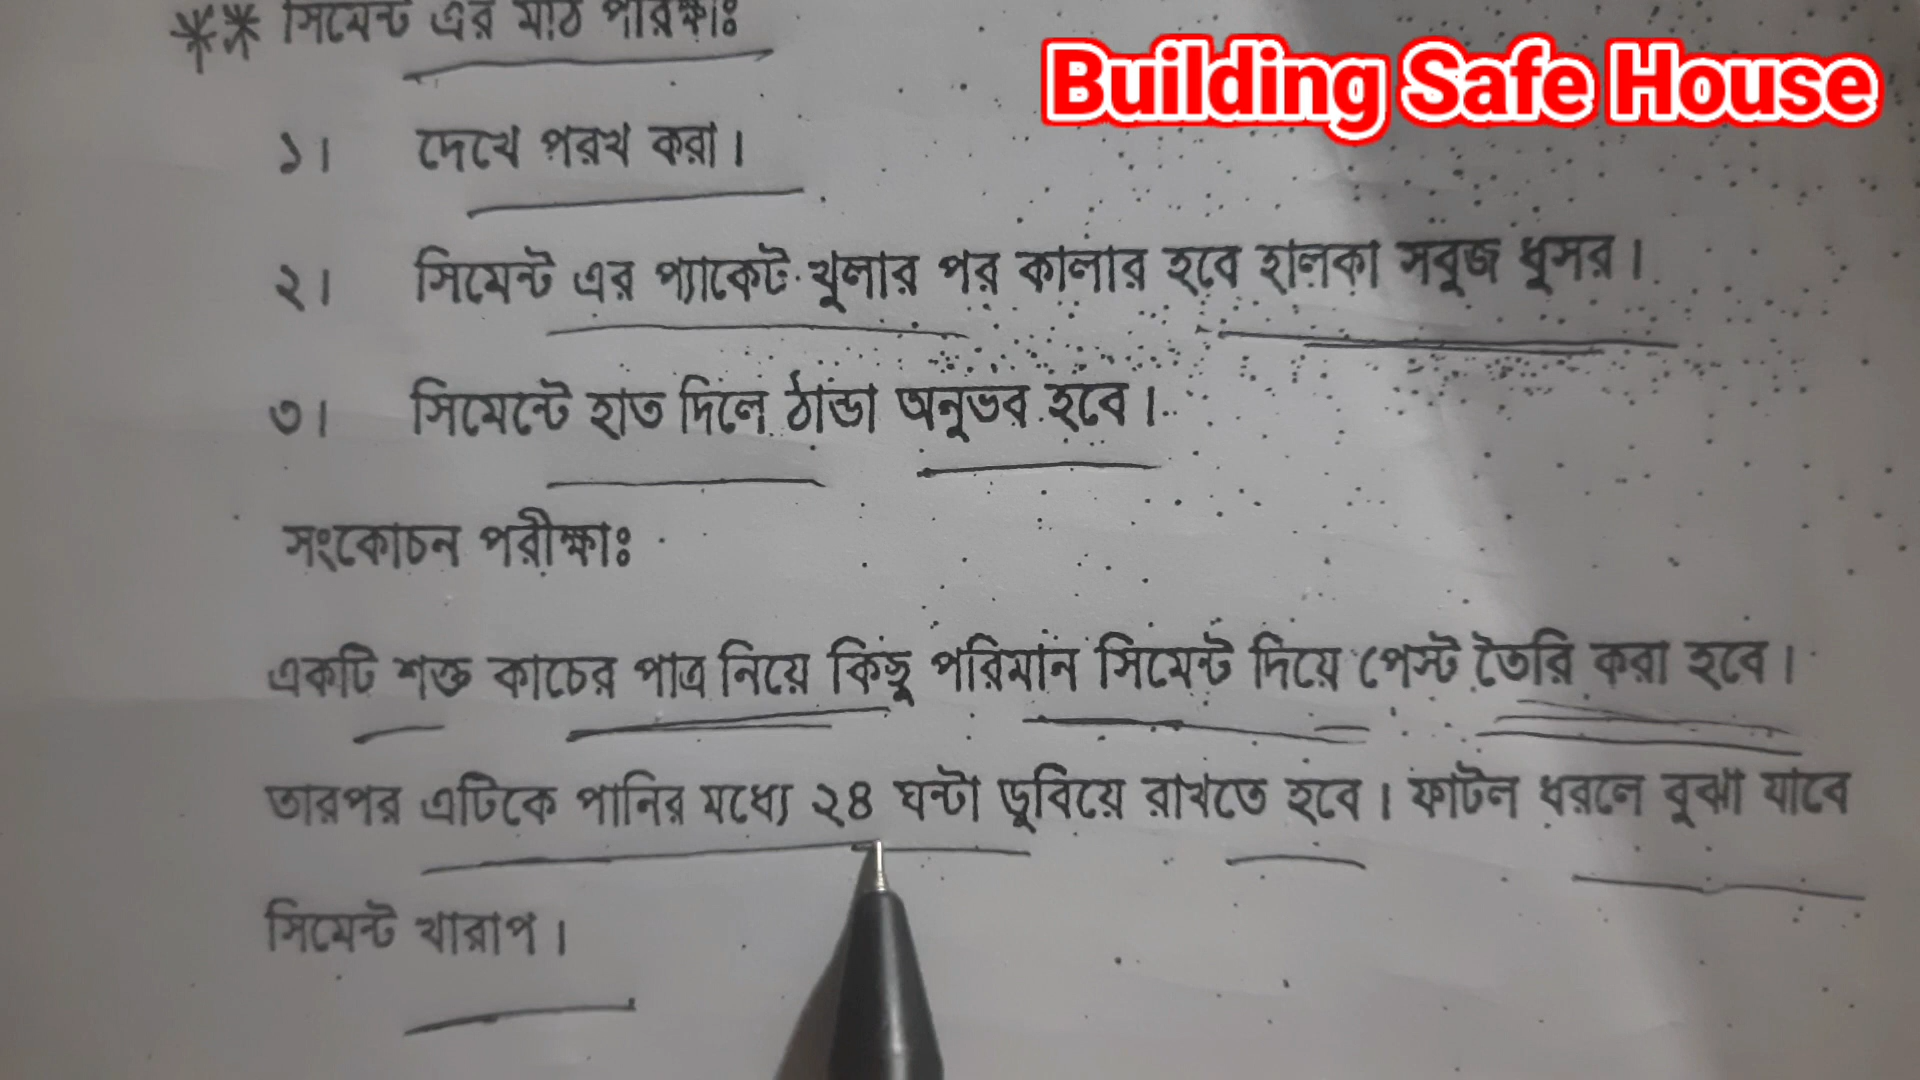 ** সিমেন্ট এর মাঠ পরিক্ষাঃ
Building Safe House
১। দেখে পরখ করা।
২। সিমেন্ট এর প্যাকেট খুলার পর কালার হবে হালকা সবুজ ধুসর।
৩। সিমেন্টে হাত দিলে ঠান্ডা অনুভব হবে।
সংকোচন পরীক্ষাঃ
একটি শক্ত কাচের পাত্র নিয়ে কিছু পরিমান সিমেন্ট দিয়ে পেস্ট তৈরি করা হবে।
তারপর এটিকে পানির মধ্যে ২৪ ঘন্টা ডুবিয়ে রাখতে হবে। ফাটল ধরলে বুঝা যাবে
সিমেন্ট খারাপ।